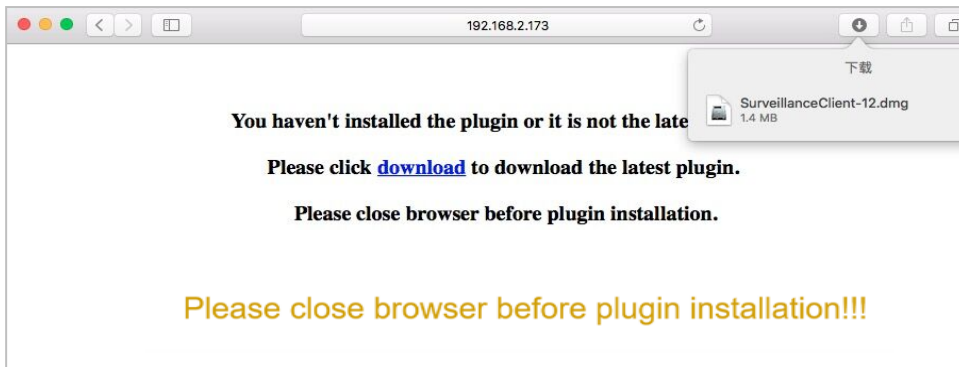 192.168.2.173
下载
SurveillanceClient-12.dmg
1.4 MB
You haven't installed the plugin or it is not the
Please click download to download the latest plugin.
Please close browser before plugin installation.
Please close browser before plugin installation!!!